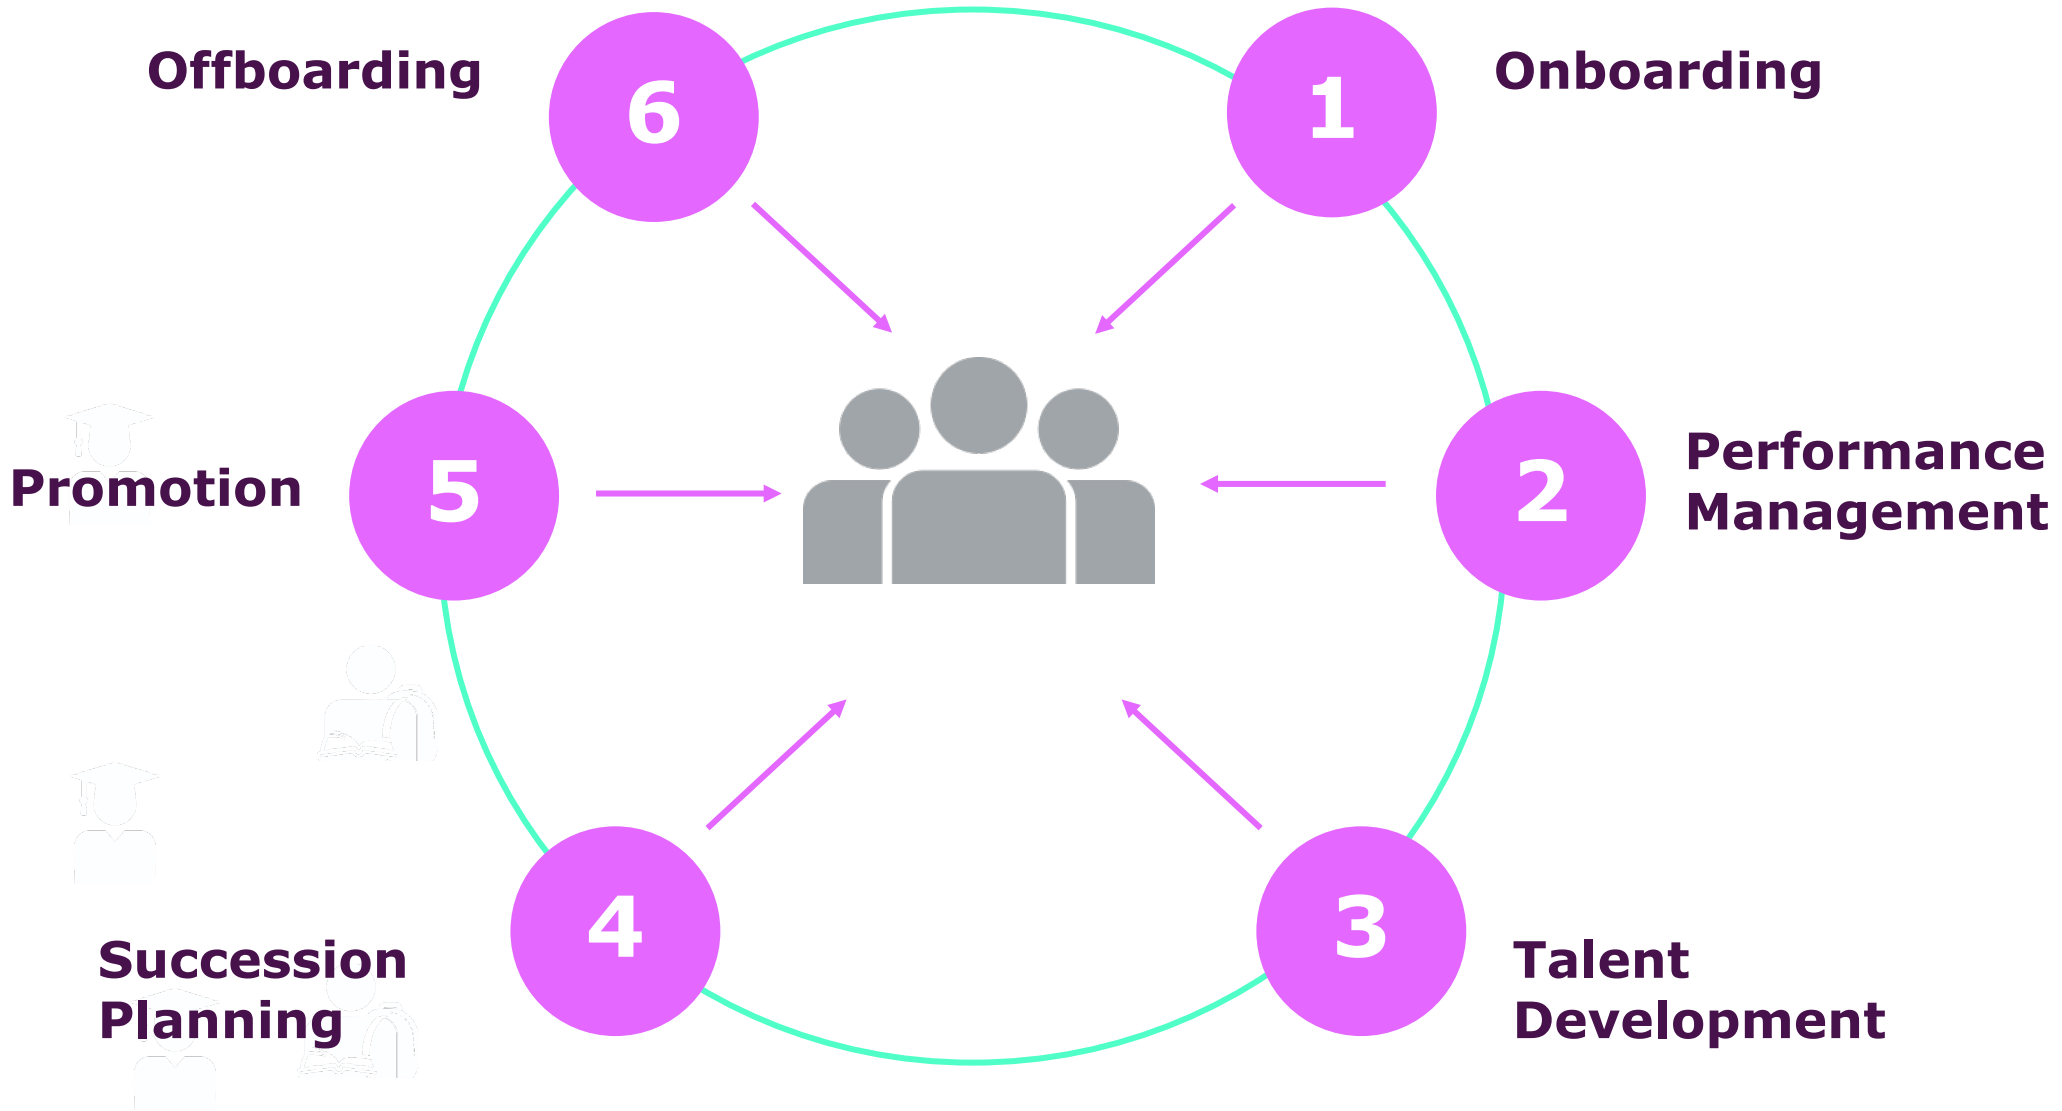 1
Onboarding
2
Performance
Management
3
Talent
Development
4
Succession
Planning
5
Promotion
6
Offboarding